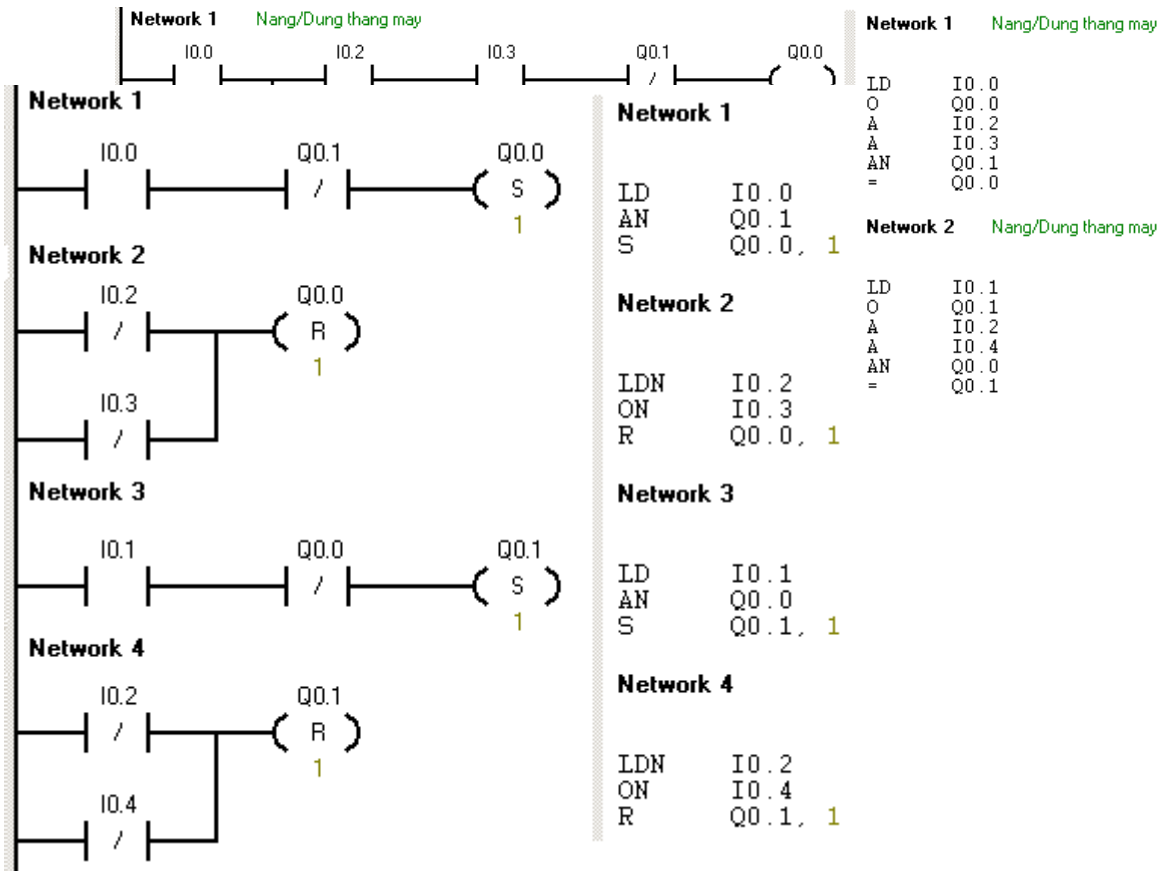 Network 1 Nang/Dung thang may
I0.0 I0.2 I0.3 Q0.1 Q0.0
/
Network 1
I0.0 Q0.1 Q0.0
/ S
1
Network 2
I0.2 Q0.0
/ R
1
I0.3
/
Network 3
I0.1 Q0.0 Q0.1
/ S
1
Network 4
I0.2 Q0.1
/ R
1
I0.4
/
Network 1
LD I0.0
AN Q0.1
S Q0.0, 1
Network 2
LDN I0.2
ON I0.3
R Q0.0, 1
Network 3
LD I0.1
AN Q0.0
S Q0.1, 1
Network 4
LDN I0.2
ON I0.4
R Q0.1, 1
Network 1 Nang/Dung thang may
LD I0.0
O Q0.0
A I0.2
A I0.3
AN Q0.1
= Q0.0
Network 2 Nang/Dung thang may
LD I0.1
O Q0.1
A I0.2
A I0.4
AN Q0.0
= Q0.1